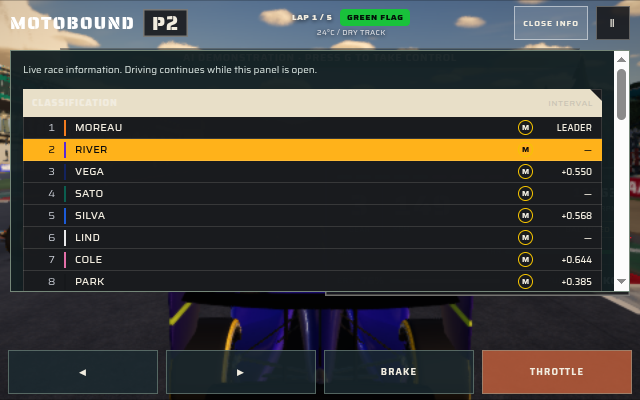 MOTOBOUND P2
LAP 1 / 5 GREEN FLAG
24°C / DRY TRACK
CLOSE INFO
II
Live race information. Driving continues while this panel is open.
CLASSIFICATION INTERVAL
1 MOREAU M LEADER
2 RIVER M —
3 VEGA M +0.550
4 SATO M —
5 SILVA M +0.568
6 LIND M —
7 COLE M +0.644
8 PARK M +0.385
◄ ► BRAKE THROTTLE